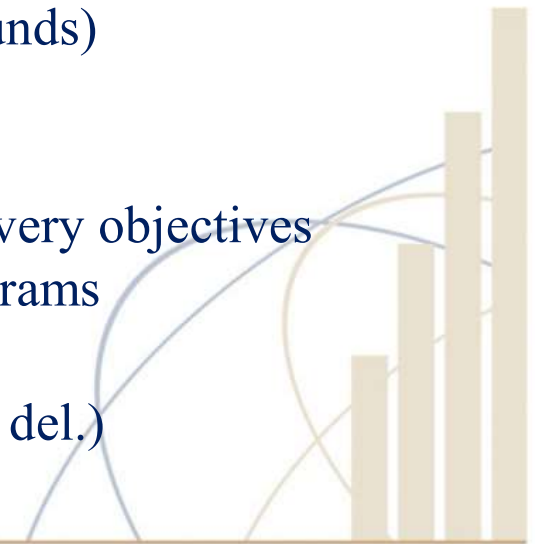 unds)
very objectives
rams
del.)